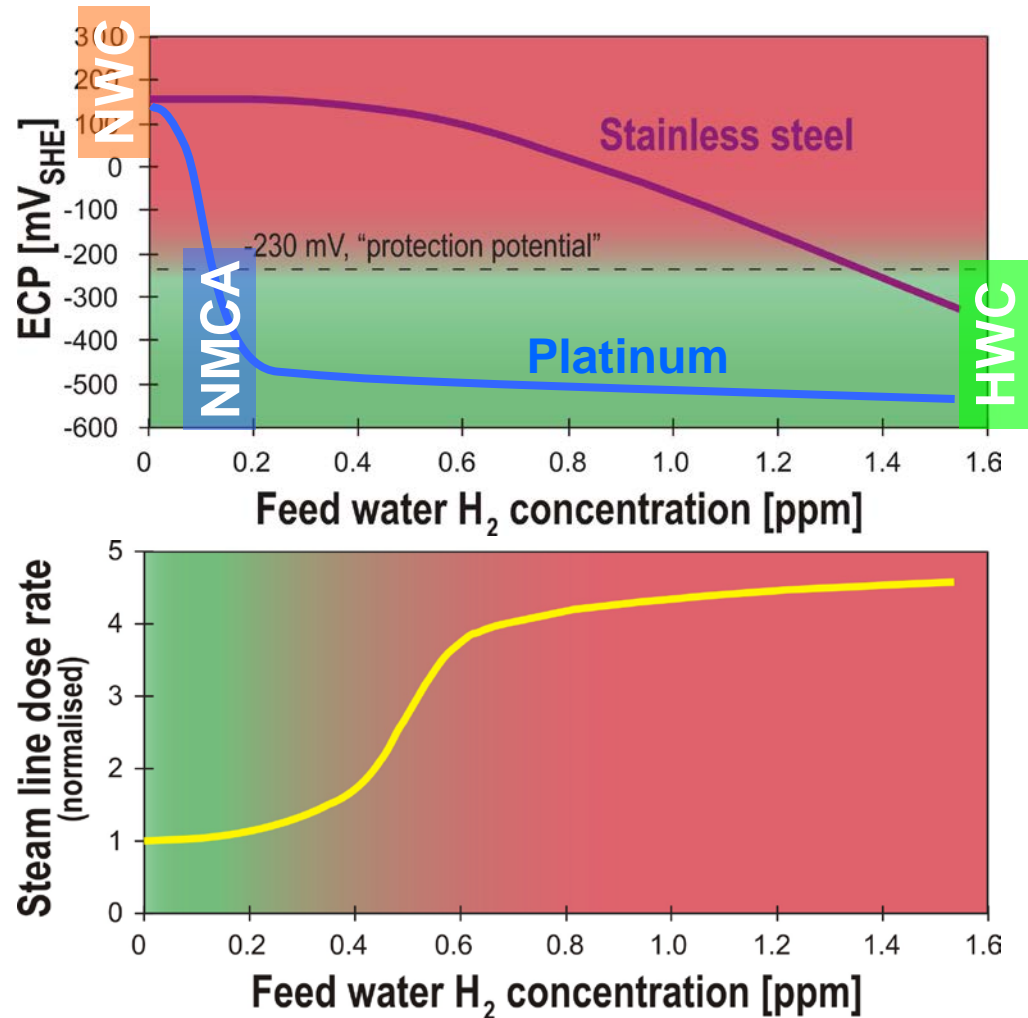 NWC
300
200
100
0
-100
-200
-300
-400
-500
-600
ECP [mV_SHE]
Stainless steel
-230 mV, “protection potential”
NMCA
Platinum
HWC
0 0.2 0.4 0.6 0.8 1.0 1.2 1.4 1.6
Feed water H₂ concentration [ppm]
5
4
3
2
1
0
Steam line dose rate
(normalised)
0 0.2 0.4 0.6 0.8 1.0 1.2 1.4 1.6
Feed water H₂ concentration [ppm]